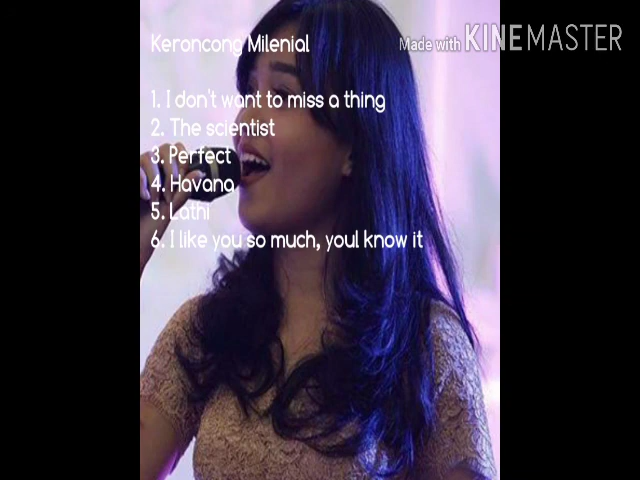 Keroncong Milenial
Made with KINEMASTER
1. I don't want to miss a thing
2. The scientist
3. Perfect
4. Havana
5. Lathi
6. I like you so much, youl know it